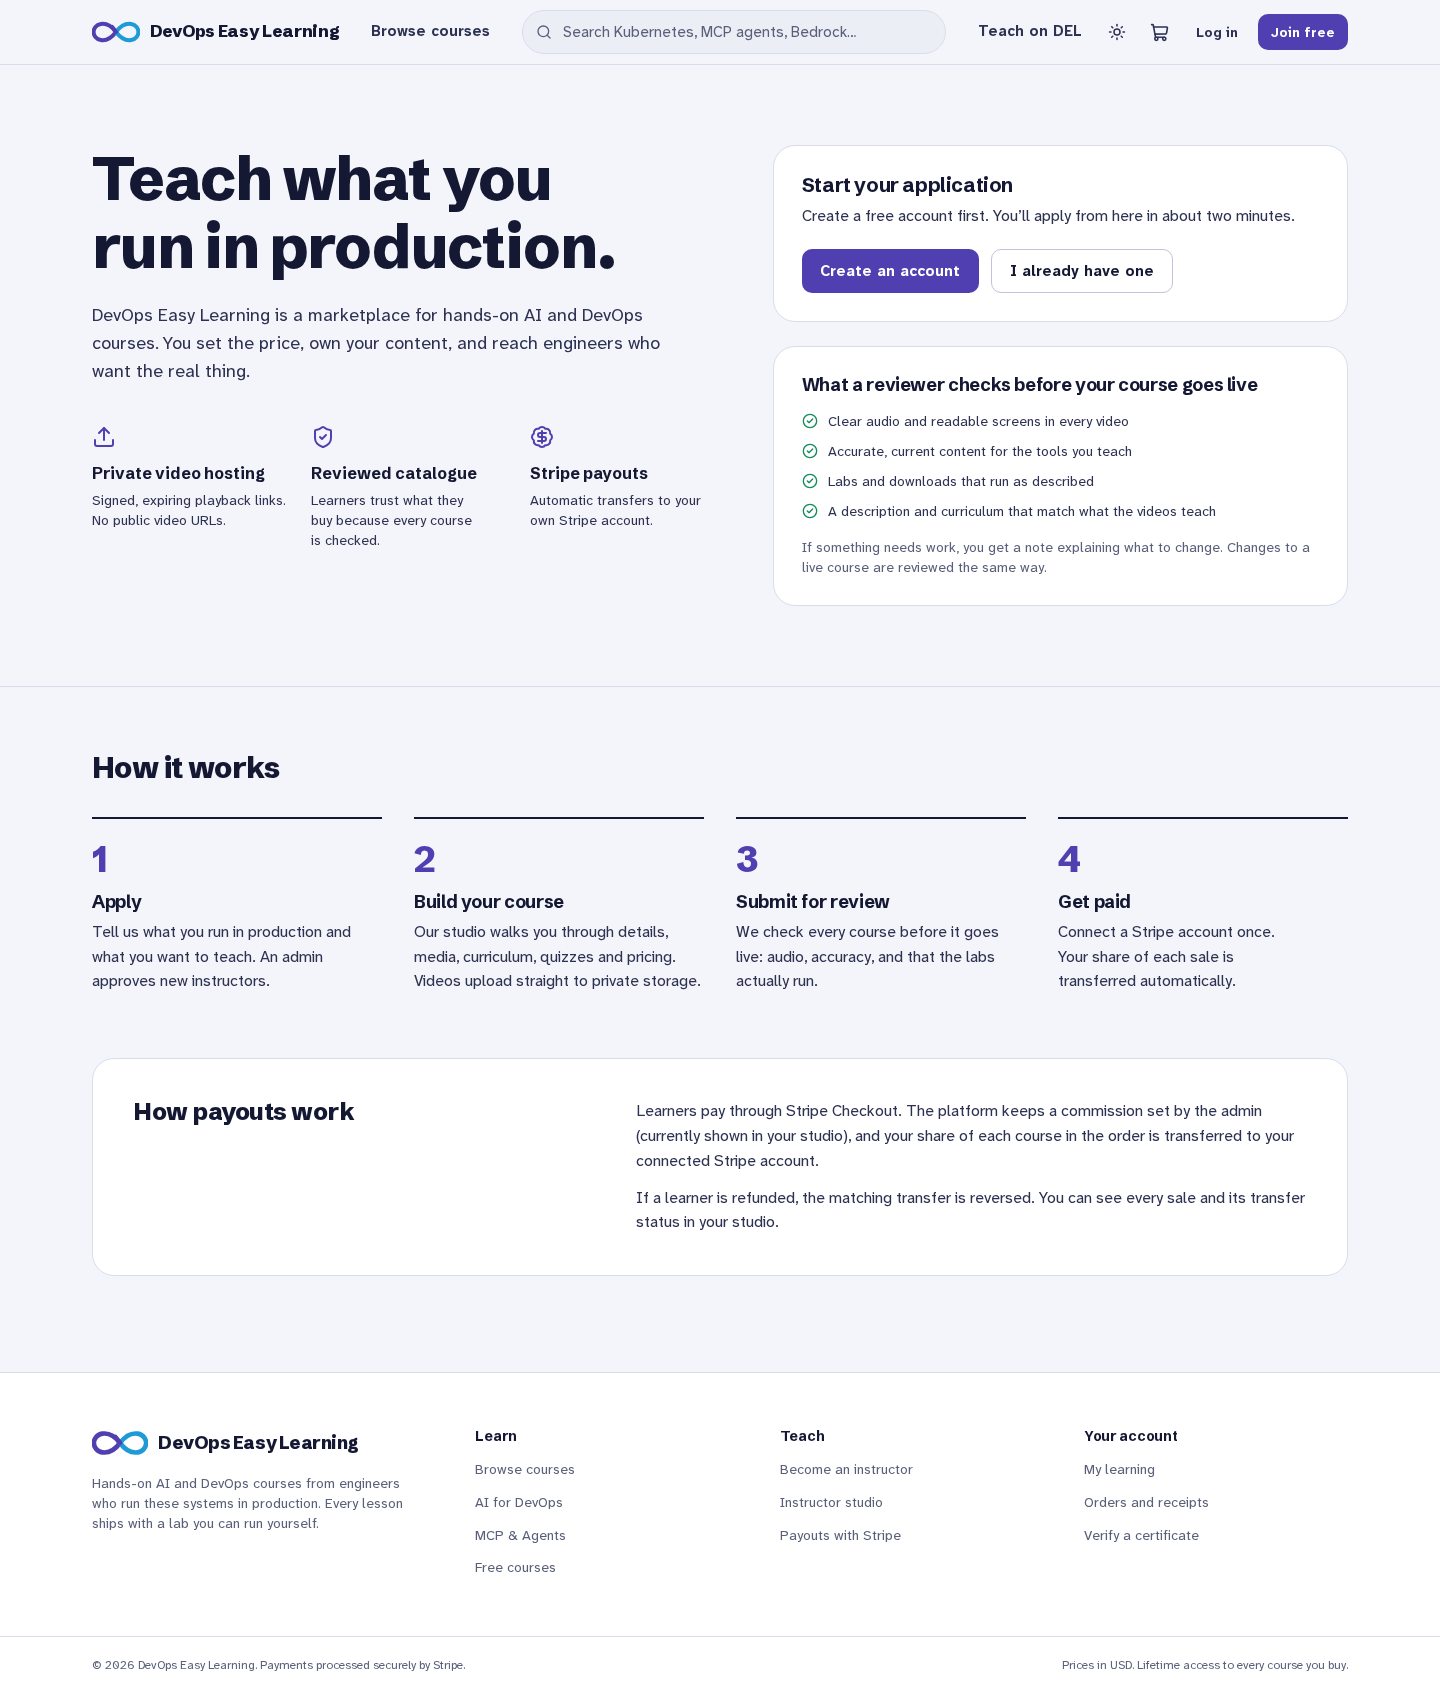 DevOps Easy Learning
Browse courses
Search Kubernetes, MCP agents, Bedrock...
Teach on DEL
Log in
Join free
Teach what you
run in production.
DevOps Easy Learning is a marketplace for hands-on AI and DevOps
courses. You set the price, own your content, and reach engineers who
want the real thing.
Private video hosting
Signed, expiring playback links.
No public video URLs.
Reviewed catalogue
Learners trust what they
buy because every course
is checked.
Stripe payouts
Automatic transfers to your
own Stripe account.
Start your application
Create a free account first. You’ll apply from here in about two minutes.
Create an account
I already have one
What a reviewer checks before your course goes live
Clear audio and readable screens in every video
Accurate, current content for the tools you teach
Labs and downloads that run as described
A description and curriculum that match what the videos teach
If something needs work, you get a note explaining what to change. Changes to a
live course are reviewed the same way.
How it works
1
Apply
Tell us what you run in production and
what you want to teach. An admin
approves new instructors.
2
Build your course
Our studio walks you through details,
media, curriculum, quizzes and pricing.
Videos upload straight to private storage.
3
Submit for review
We check every course before it goes
live: audio, accuracy, and that the labs
actually run.
4
Get paid
Connect a Stripe account once.
Your share of each sale is
transferred automatically.
How payouts work
Learners pay through Stripe Checkout. The platform keeps a commission set by the admin
(currently shown in your studio), and your share of each course in the order is transferred to your
connected Stripe account.
If a learner is refunded, the matching transfer is reversed. You can see every sale and its transfer
status in your studio.
DevOps Easy Learning
Hands-on AI and DevOps courses from engineers
who run these systems in production. Every lesson
ships with a lab you can run yourself.
Learn
Browse courses
AI for DevOps
MCP & Agents
Free courses
Teach
Become an instructor
Instructor studio
Payouts with Stripe
Your account
My learning
Orders and receipts
Verify a certificate
© 2026 DevOps Easy Learning. Payments processed securely by Stripe.
Prices in USD. Lifetime access to every course you buy.